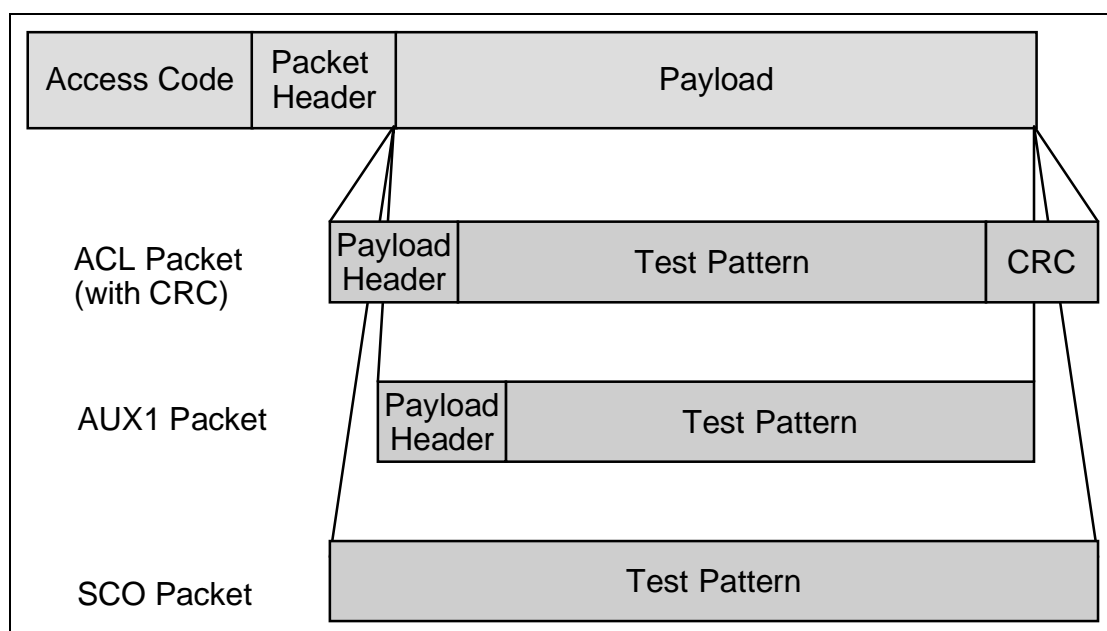 Access Code
Packet
Header
Payload
ACL Packet
(with CRC)
Payload
Header
Test Pattern
CRC
AUX1 Packet
Payload
Header
Test Pattern
SCO Packet
Test Pattern